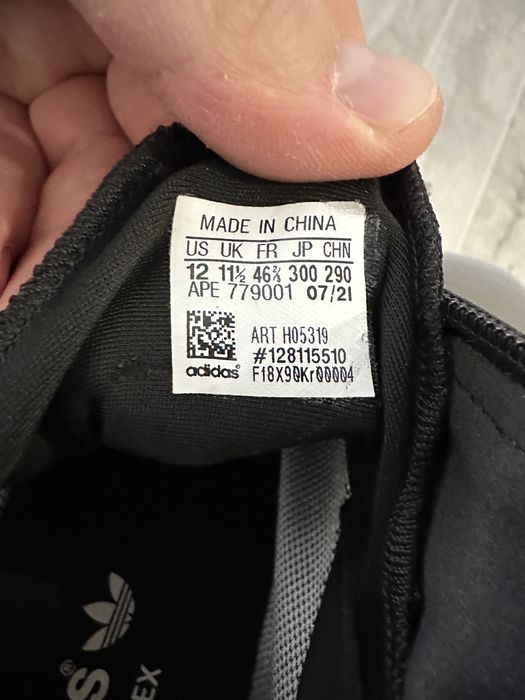 MADE IN CHINA
US UK FR JP CHN
12 11½ 46⅔ 300 290
APE 779001 07/21
ART H05319
#128115510
adidas® F18X90Kr00004
® S
EX